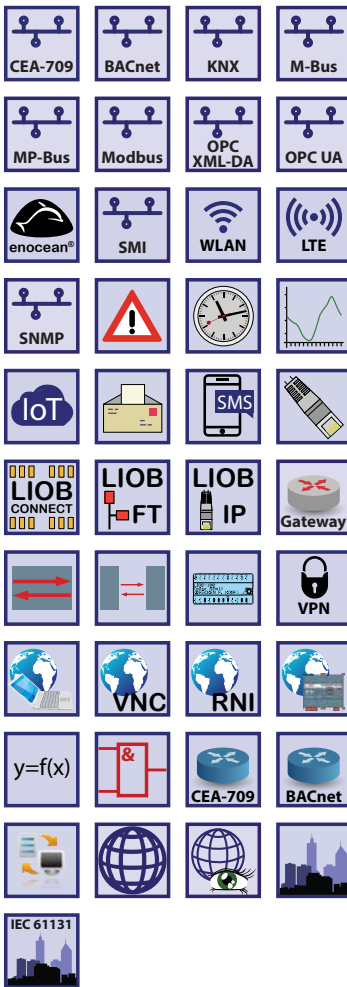 CEA-709
BACnet
KNX
M-Bus
MP-Bus
Modbus
OPC
XML-DA
OPC UA
enocean®
SMI
WLAN
LTE
SNMP
IoT
SMS
LIOB
CONNECT
LIOB
FT
LIOB
IP
Gateway
VPN
VNC
RNI
y=f(x)
&
CEA-709
BACnet
IEC 61131